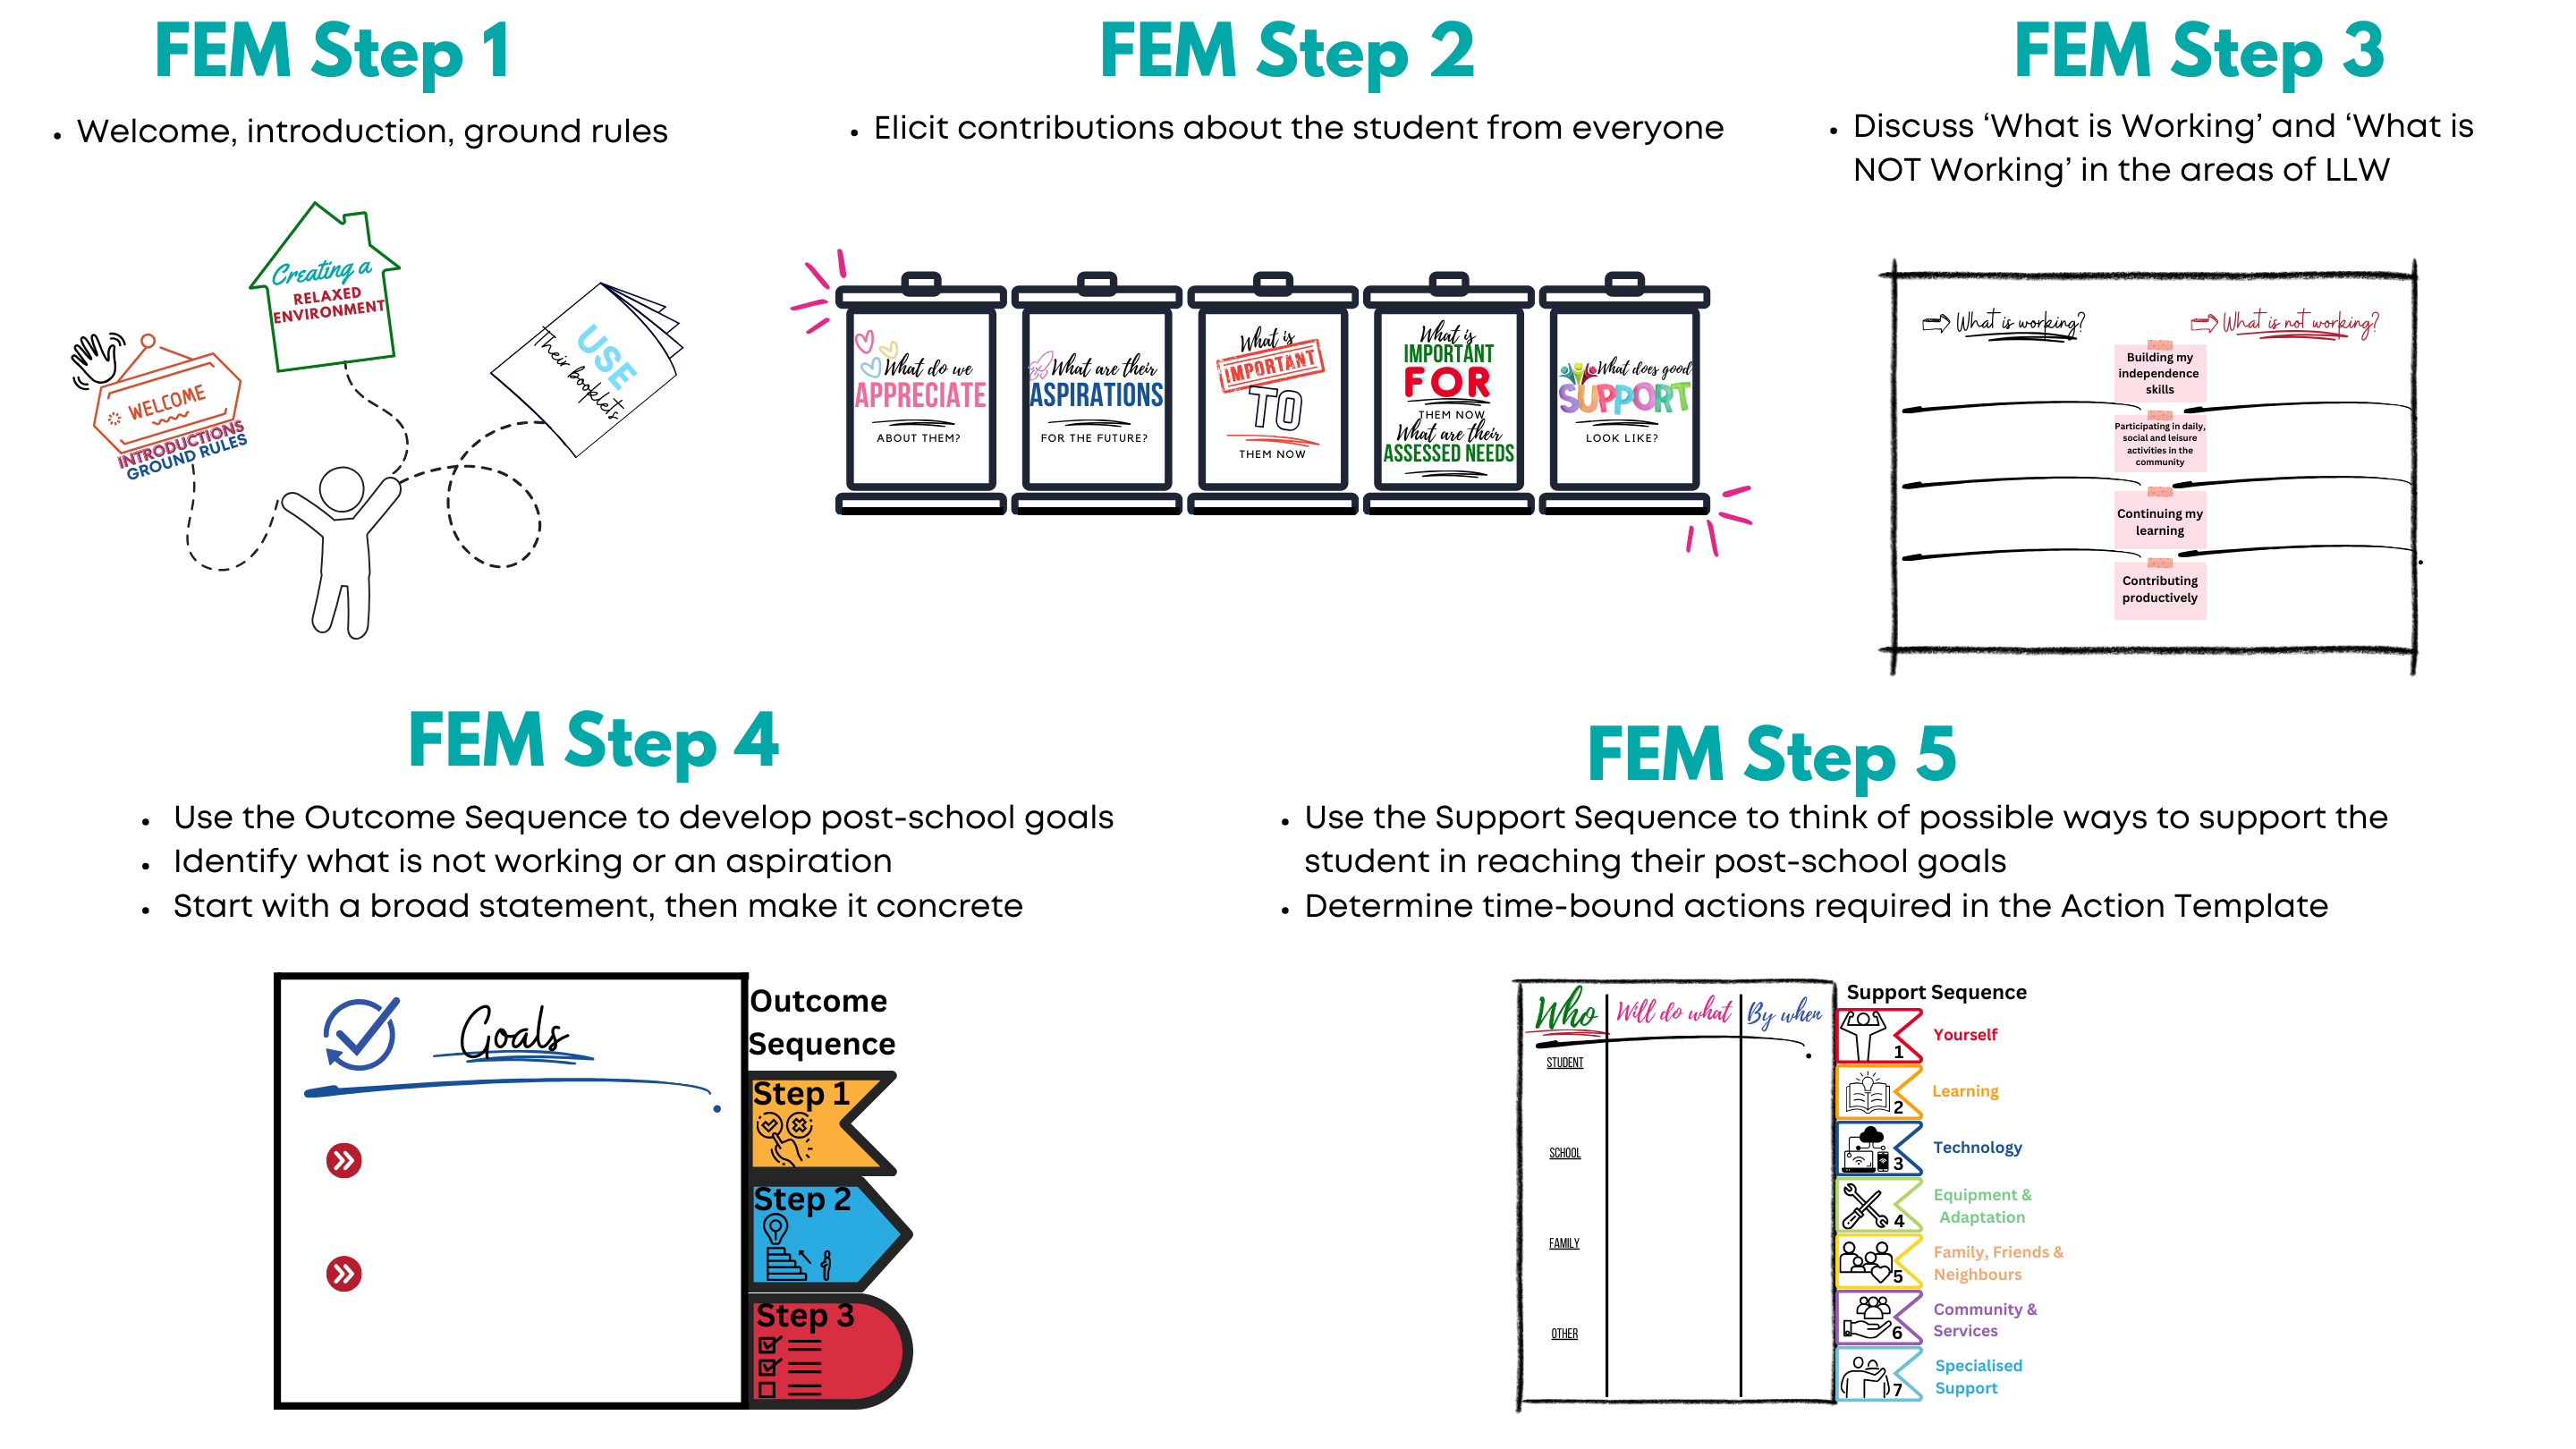 FEM Step 1
• Welcome, introduction, ground rules
WELCOME
INTRODUCTIONS
GROUND RULES
Creating a
RELAXED
ENVIRONMENT
USE
Their booklets
FEM Step 2
• Elicit contributions about the student from everyone
What do we
APPRECIATE
ABOUT THEM?
What are their
ASPIRATIONS
FOR THE FUTURE?
What is
IMPORTANT
TO
THEM NOW
What is
IMPORTANT
FOR
THEM NOW
What are their
ASSESSED NEEDS
What does good
SUPPORT
LOOK LIKE?
FEM Step 3
• Discuss ‘What is Working’ and ‘What is
NOT Working’ in the areas of LLW
What is working?
What is not working?
Building my
independence
skills
Participating in daily,
social and leisure
activities in the
community
Continuing my
learning
Contributing
productively
FEM Step 4
• Use the Outcome Sequence to develop post-school goals
• Identify what is not working or an aspiration
• Start with a broad statement, then make it concrete
Goals
Outcome
Sequence
Step 1
Step 2
Step 3
FEM Step 5
• Use the Support Sequence to think of possible ways to support the
student in reaching their post-school goals
• Determine time-bound actions required in the Action Template
Who Will do what By when
STUDENT
SCHOOL
FAMILY
OTHER
Support Sequence
1 Yourself
2 Learning
3 Technology
4 Equipment &
Adaptation
5 Family, Friends &
Neighbours
6 Community &
Services
7 Specialised
Support